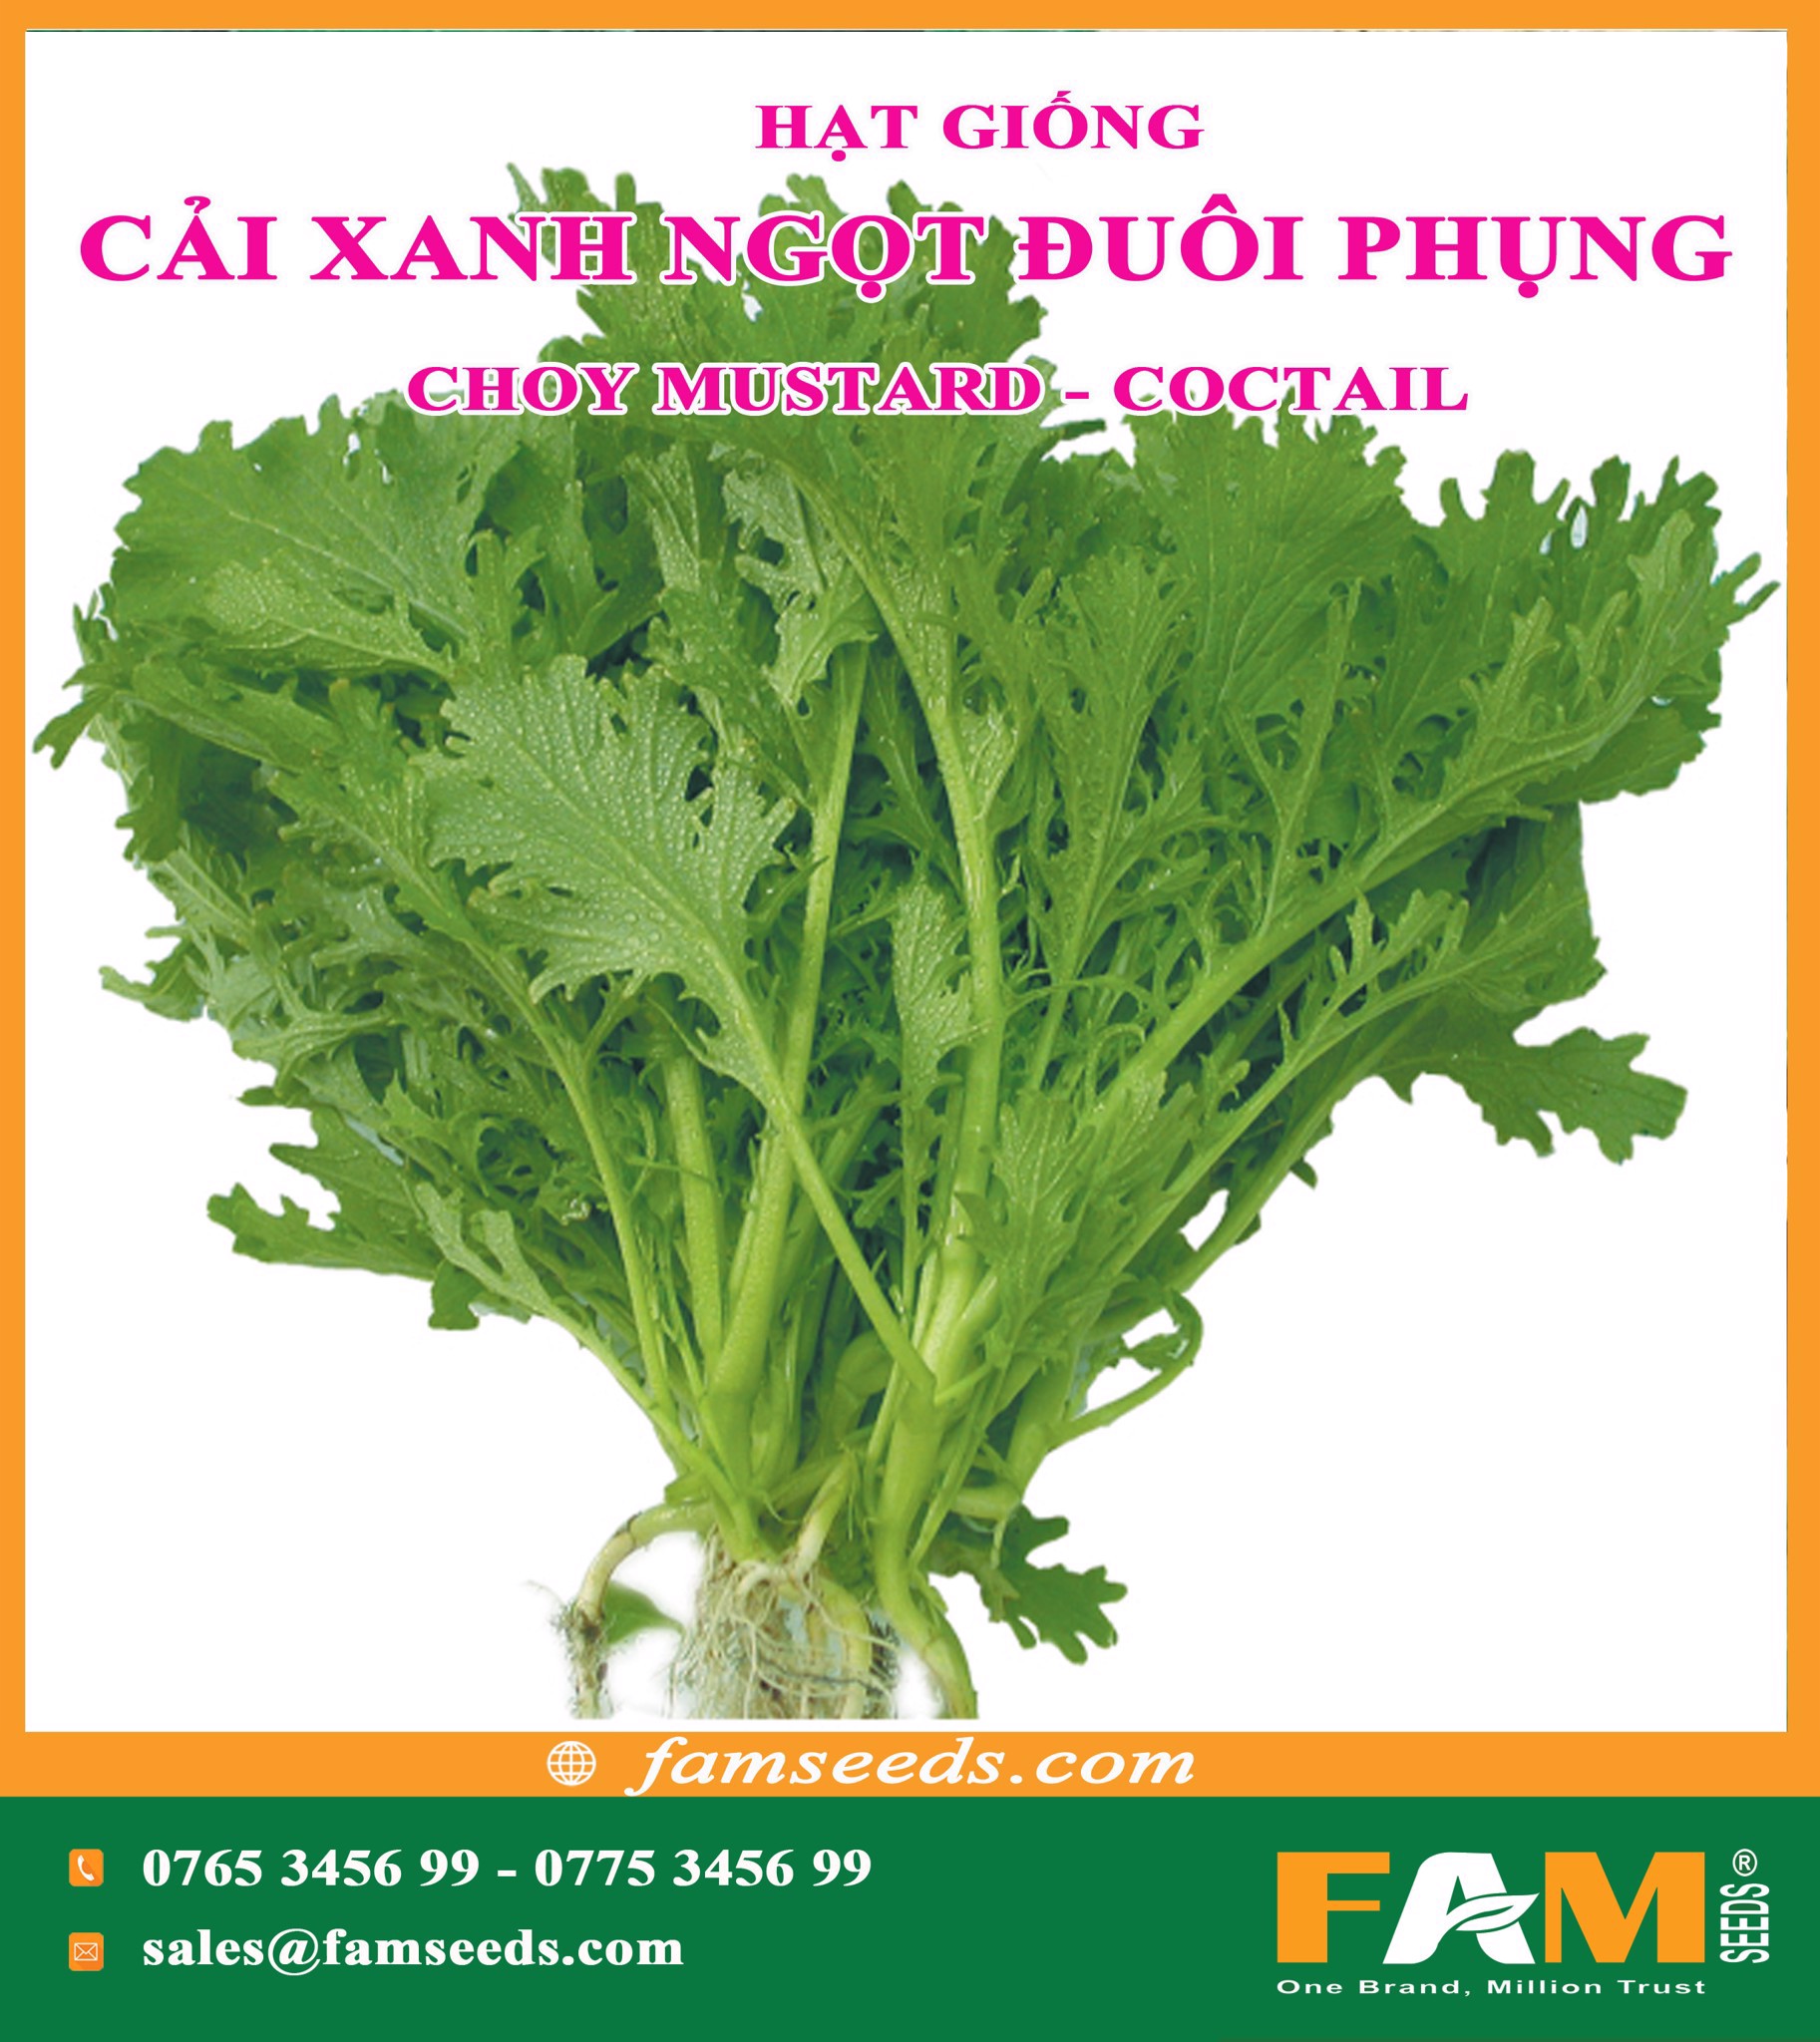 HẠT GIỐNG
CẢI XANH NGỌT ĐUÔI PHỤNG
CHOY MUSTARD - COCTAIL
famseeds.com
0765 3456 99 - 0775 3456 99
sales@famseeds.com
FAM SEEDS®
One Brand, Million Trust